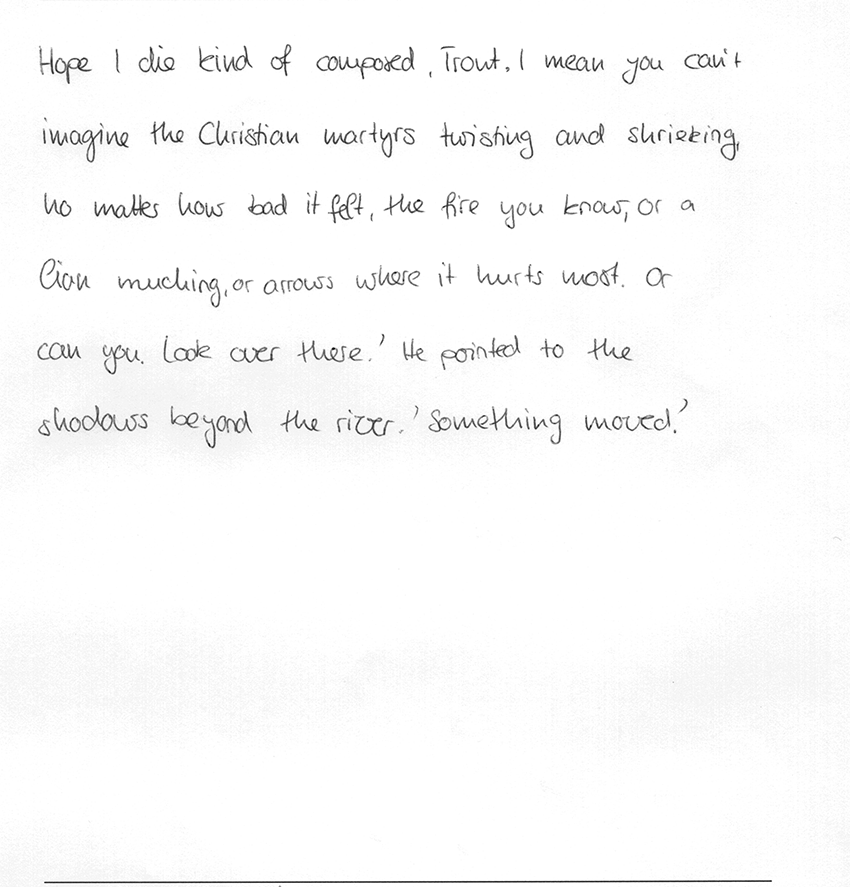 Hope I die kind of composed, Trout, I mean you can't
imagine the Christian martyrs twisting and shrieking,
no matter how bad it felt, the fire you know, or a
lion muching, or arrows where it hurts most. Or
can you. Look over there.' He pointed to the
shadows beyond the river. 'Something moved.'